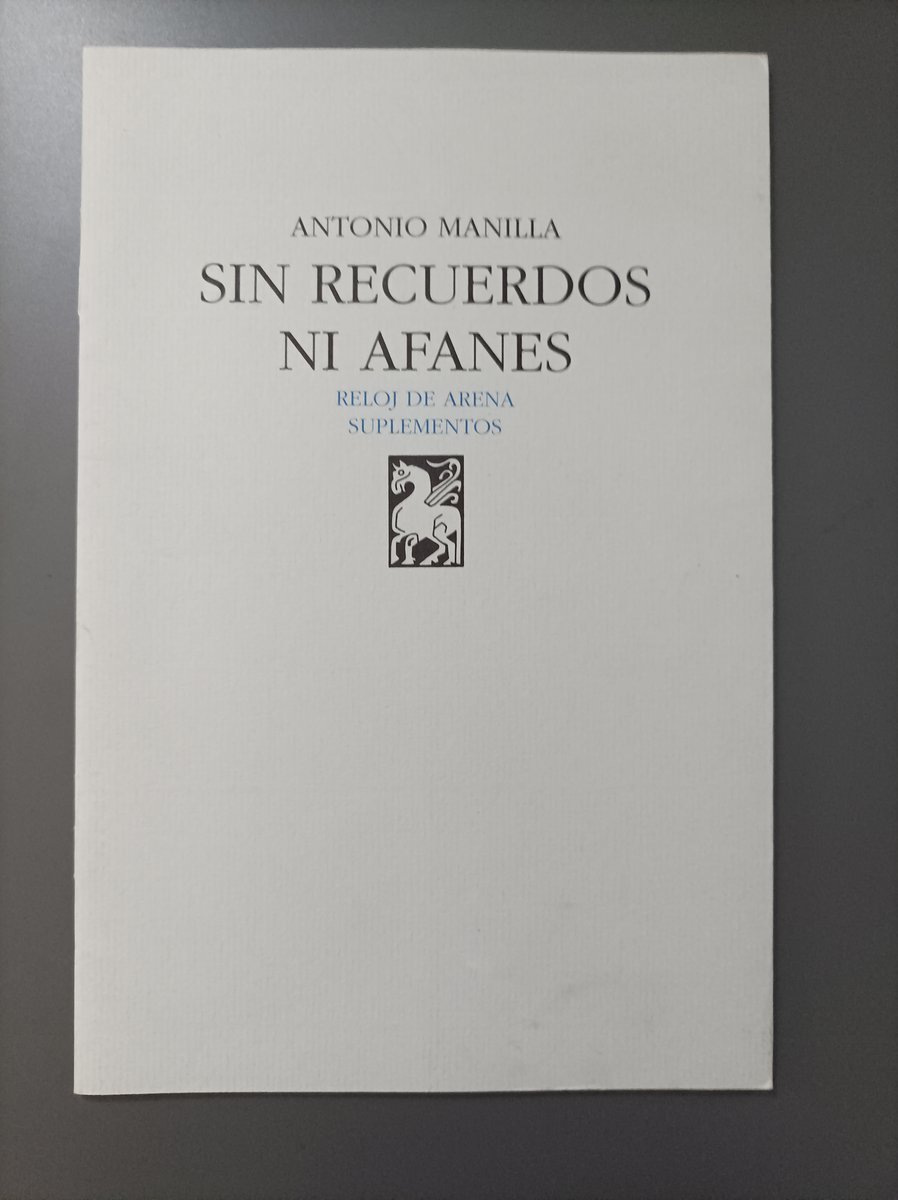 ANTONIO MANILLA
SIN RECUERDOS
NI AFANES
RELOJ DE ARENA
SUPLEMENTOS